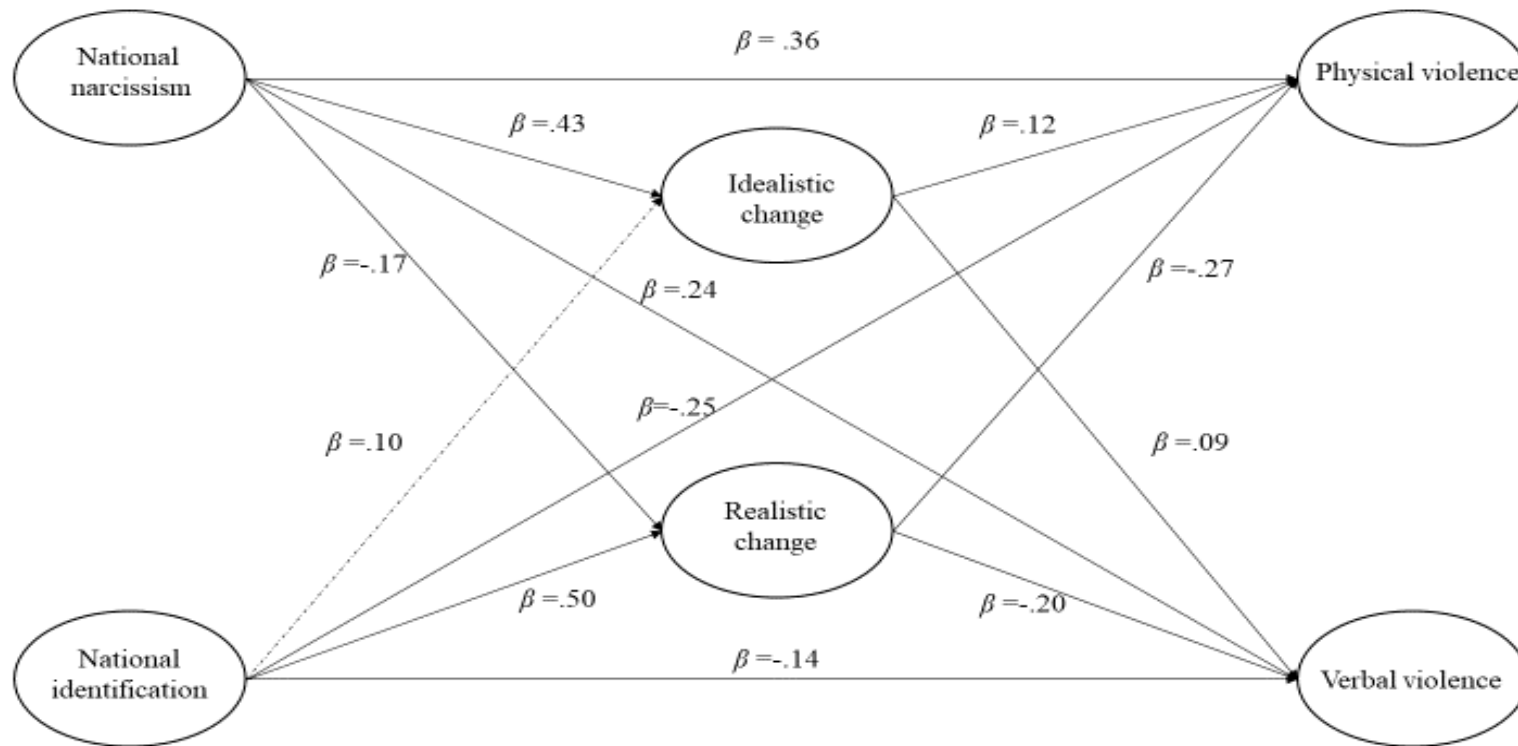 National
narcissism
β = .36
Physical violence
β =.43
β =.12
Idealistic
change
β =-.17
β =.24
β =-.27
β =.10
β=-.25
β =.09
Realistic
change
β =.50
β =-.20
National
identification
β =-.14
Verbal violence